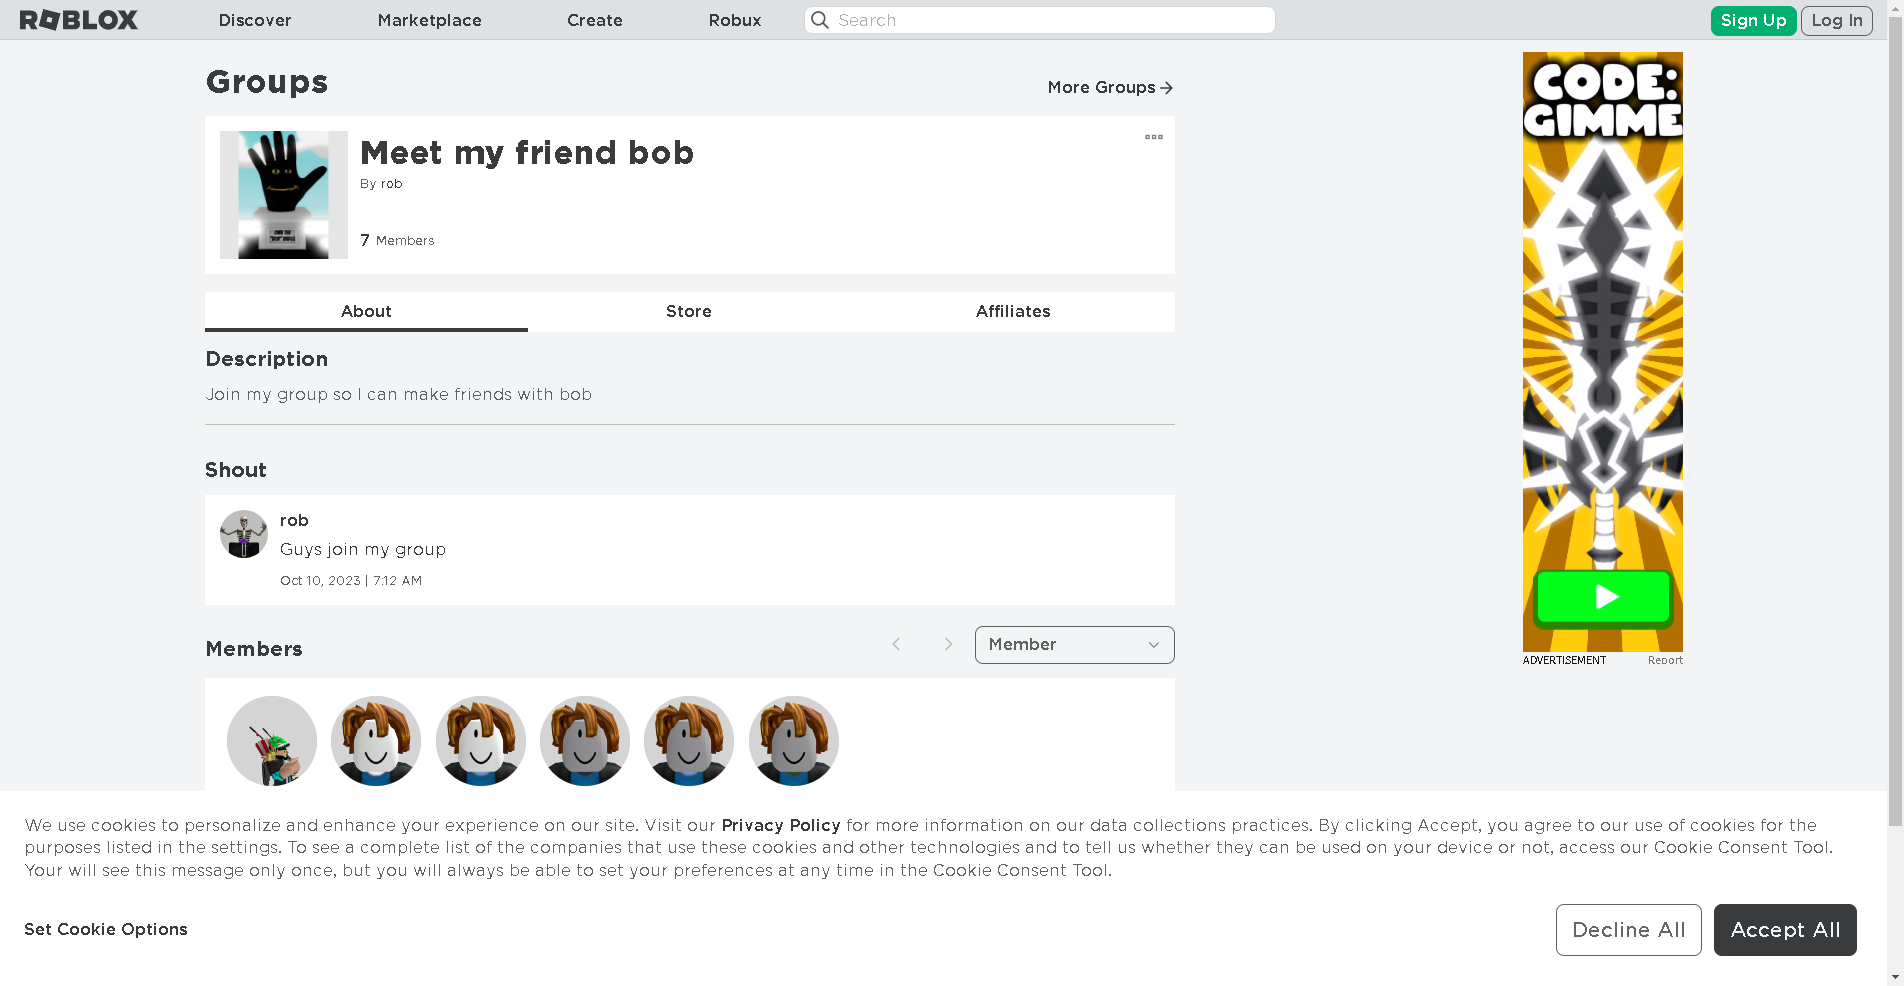 ROBLOX
Discover
Marketplace
Create
Robux
Search
Sign Up
Log In
Groups
More Groups
Meet my friend bob
By rob
7 Members
About
Store
Affiliates
Description
Join my group so I can make friends with bob
Shout
rob
Guys join my group
Oct 10, 2023 | 7:12 AM
Members
Member
CODE:
GIMME
ADVERTISEMENT
Report
We use cookies to personalize and enhance your experience on our site. Visit our Privacy Policy for more information on our data collections practices. By clicking Accept, you agree to our use of cookies for the
purposes listed in the settings. To see a complete list of the companies that use these cookies and other technologies and to tell us whether they can be used on your device or not, access our Cookie Consent Tool.
Your will see this message only once, but you will always be able to set your preferences at any time in the Cookie Consent Tool.
Set Cookie Options
Decline All
Accept All